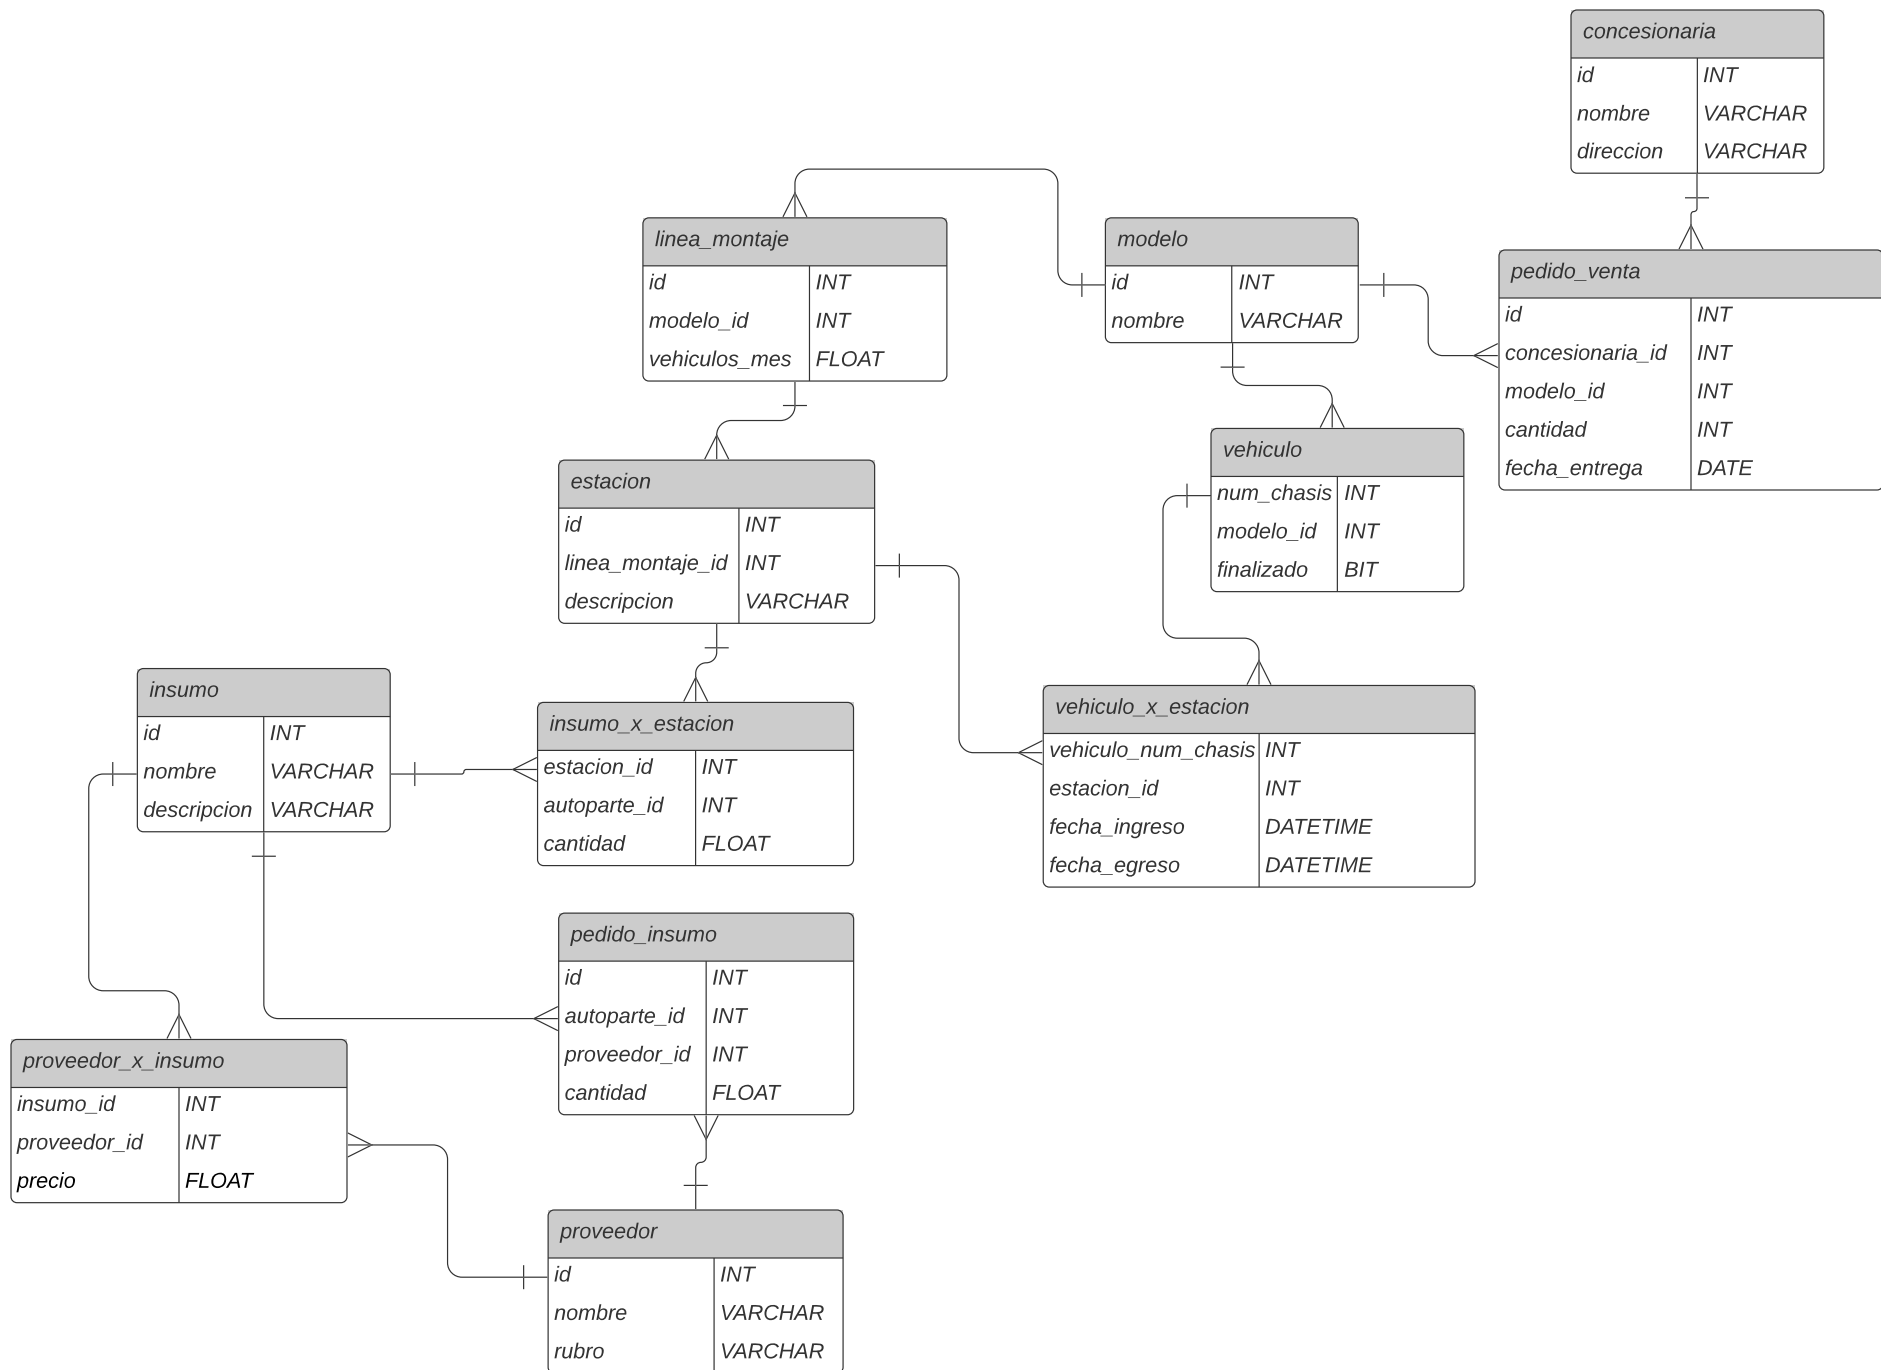 concesionaria
id INT
nombre VARCHAR
direccion VARCHAR
linea_montaje
id INT
modelo_id INT
vehiculos_mes FLOAT
modelo
id INT
nombre VARCHAR
pedido_venta
id INT
concesionaria_id INT
modelo_id INT
cantidad INT
fecha_entrega DATE
vehiculo
num_chasis INT
modelo_id INT
finalizado BIT
estacion
id INT
linea_montaje_id INT
descripcion VARCHAR
insumo
id INT
nombre VARCHAR
descripcion VARCHAR
insumo_x_estacion
estacion_id INT
autoparte_id INT
cantidad FLOAT
vehiculo_x_estacion
vehiculo_num_chasis INT
estacion_id INT
fecha_ingreso DATETIME
fecha_egreso DATETIME
pedido_insumo
id INT
autoparte_id INT
proveedor_id INT
cantidad FLOAT
proveedor_x_insumo
insumo_id INT
proveedor_id INT
precio FLOAT
proveedor
id INT
nombre VARCHAR
rubro VARCHAR